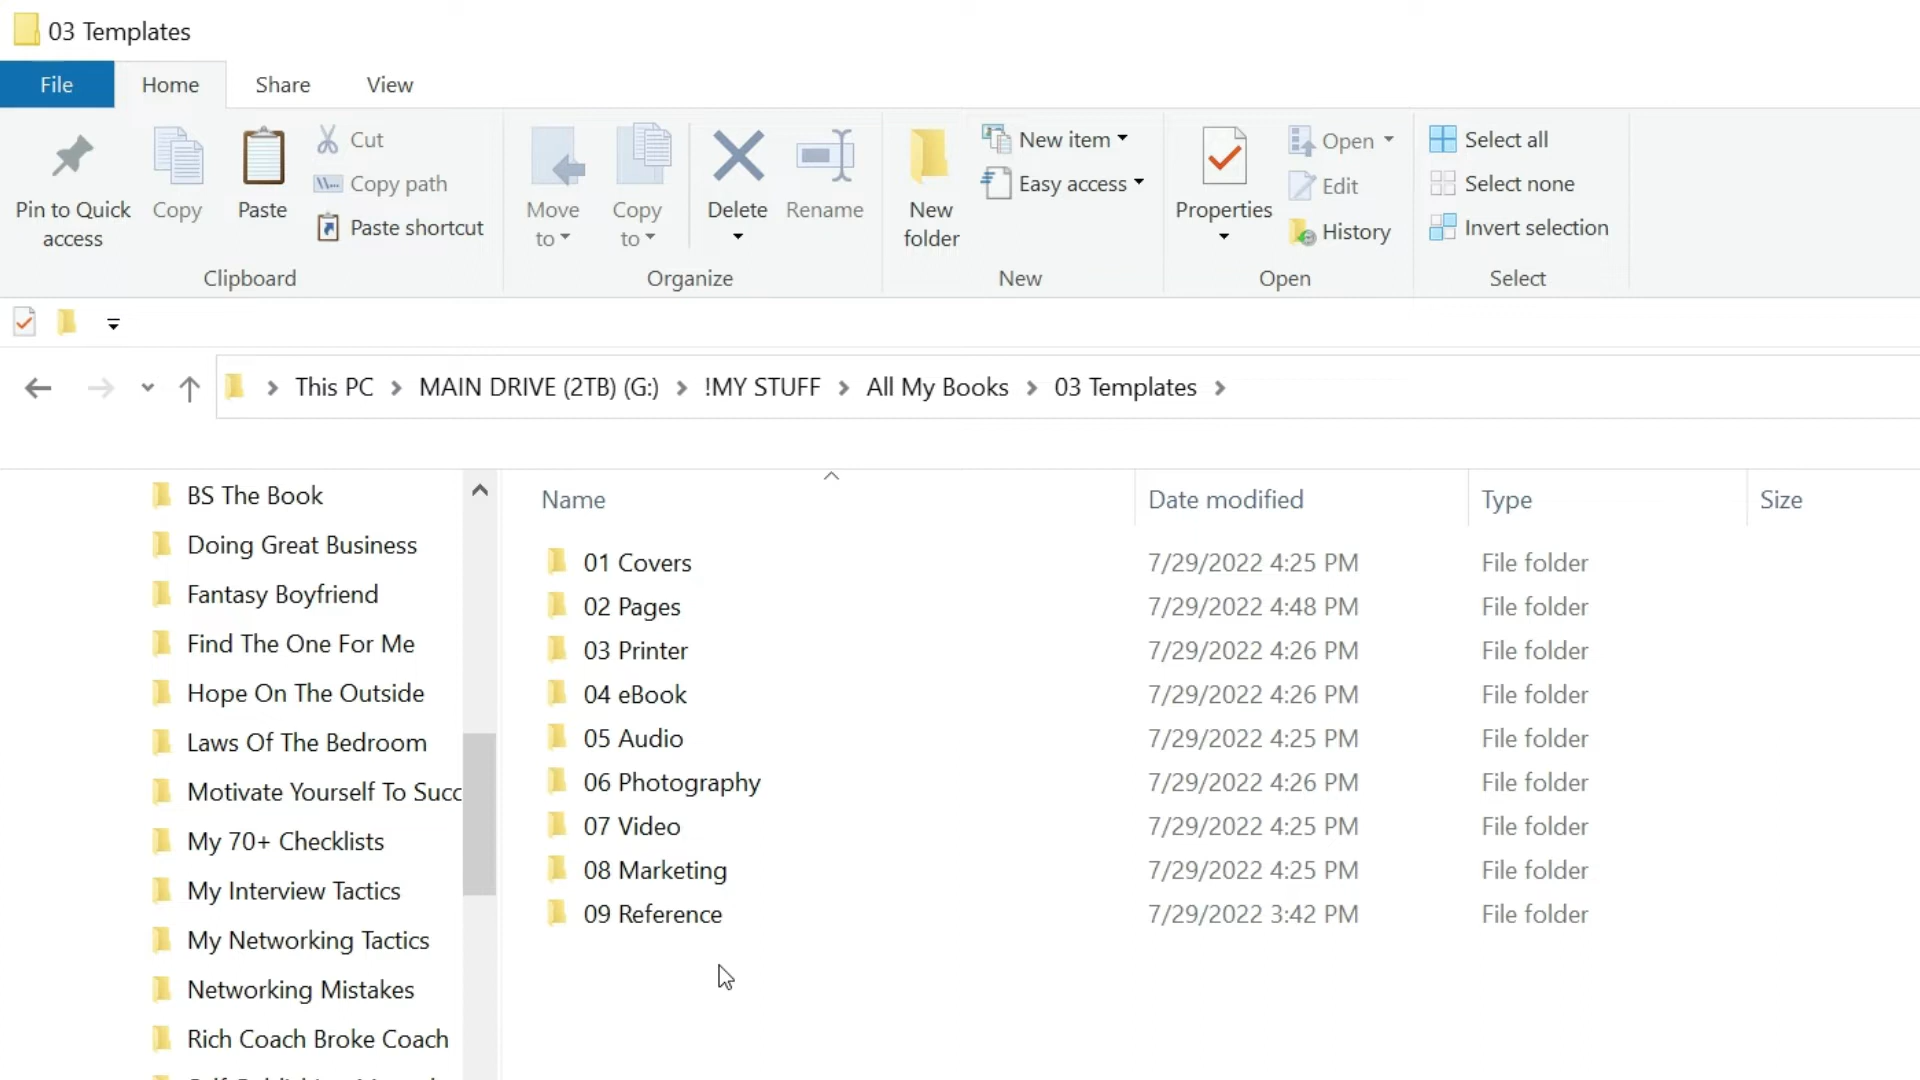 03 Templates
File Home Share View
Pin to Quick access
Copy
Paste
Cut
Copy path
Paste shortcut
Clipboard
Move to
Copy to
Delete
Rename
Organize
New folder
New item
Easy access
New
Properties
Open
Edit
History
Open
Select all
Select none
Invert selection
Select
This PC > MAIN DRIVE (2TB) (G:) > !MY STUFF > All My Books > 03 Templates >
BS The Book
Doing Great Business
Fantasy Boyfriend
Find The One For Me
Hope On The Outside
Laws Of The Bedroom
Motivate Yourself To Succ
My 70+ Checklists
My Interview Tactics
My Networking Tactics
Networking Mistakes
Rich Coach Broke Coach
Name Date modified Type Size
01 Covers 7/29/2022 4:25 PM File folder
02 Pages 7/29/2022 4:48 PM File folder
03 Printer 7/29/2022 4:26 PM File folder
04 eBook 7/29/2022 4:26 PM File folder
05 Audio 7/29/2022 4:25 PM File folder
06 Photography 7/29/2022 4:26 PM File folder
07 Video 7/29/2022 4:25 PM File folder
08 Marketing 7/29/2022 4:25 PM File folder
09 Reference 7/29/2022 3:42 PM File folder